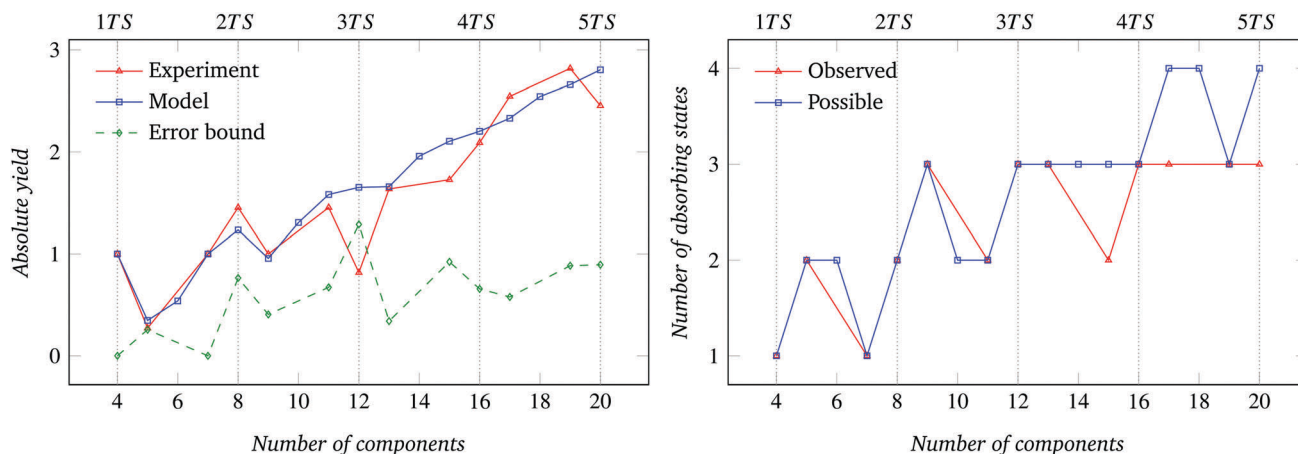 1TS 2TS 3TS 4TS 5TS
3
2
1
0
Absolute yield
Experiment
Model
Error bound
4 6 8 10 12 14 16 18 20
Number of components
1TS 2TS 3TS 4TS 5TS
4
3
2
1
Number of absorbing states
Observed
Possible
4 6 8 10 12 14 16 18 20
Number of components